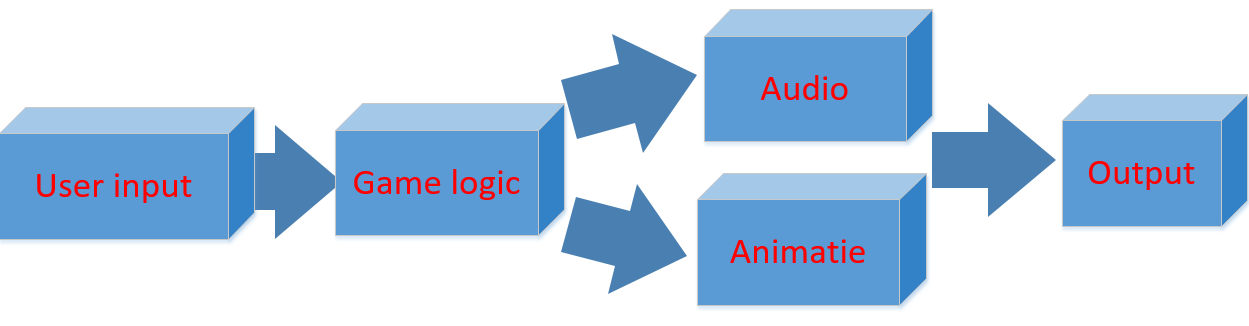 User input
Game logic
Audio
Animatie
Output